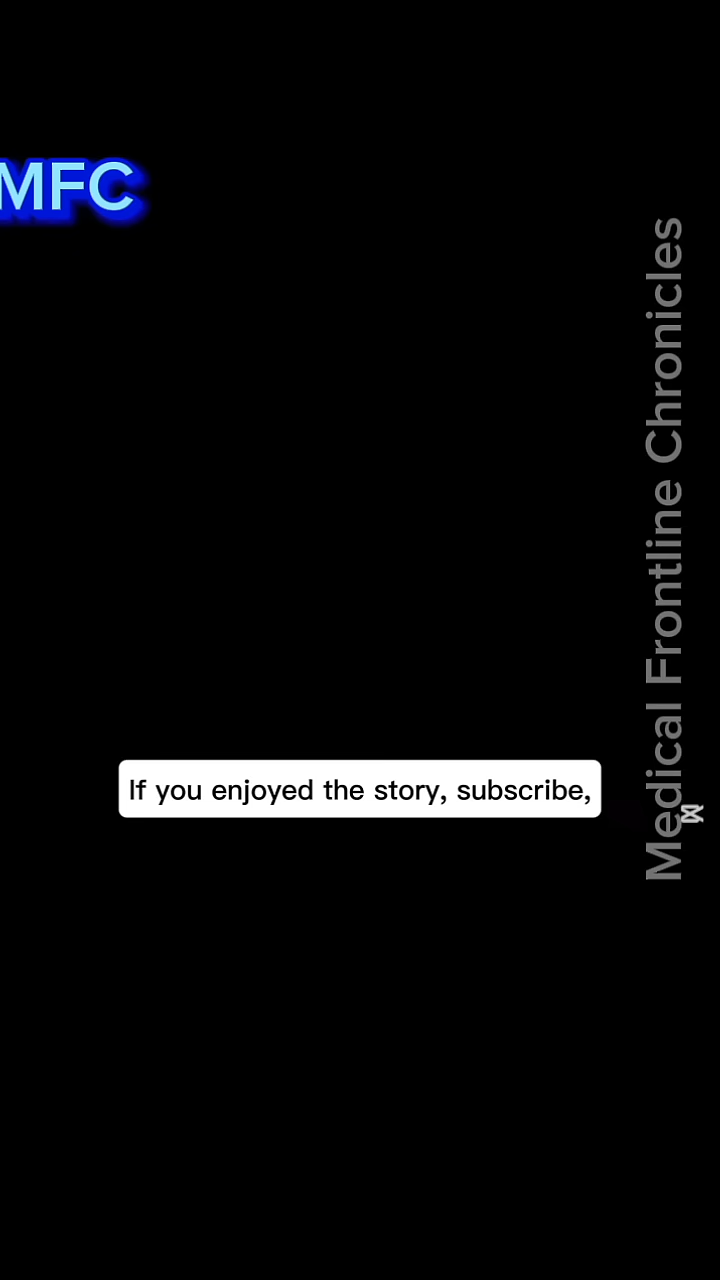 MFC
Medical Frontline Chronicles
If you enjoyed the story, subscribe,